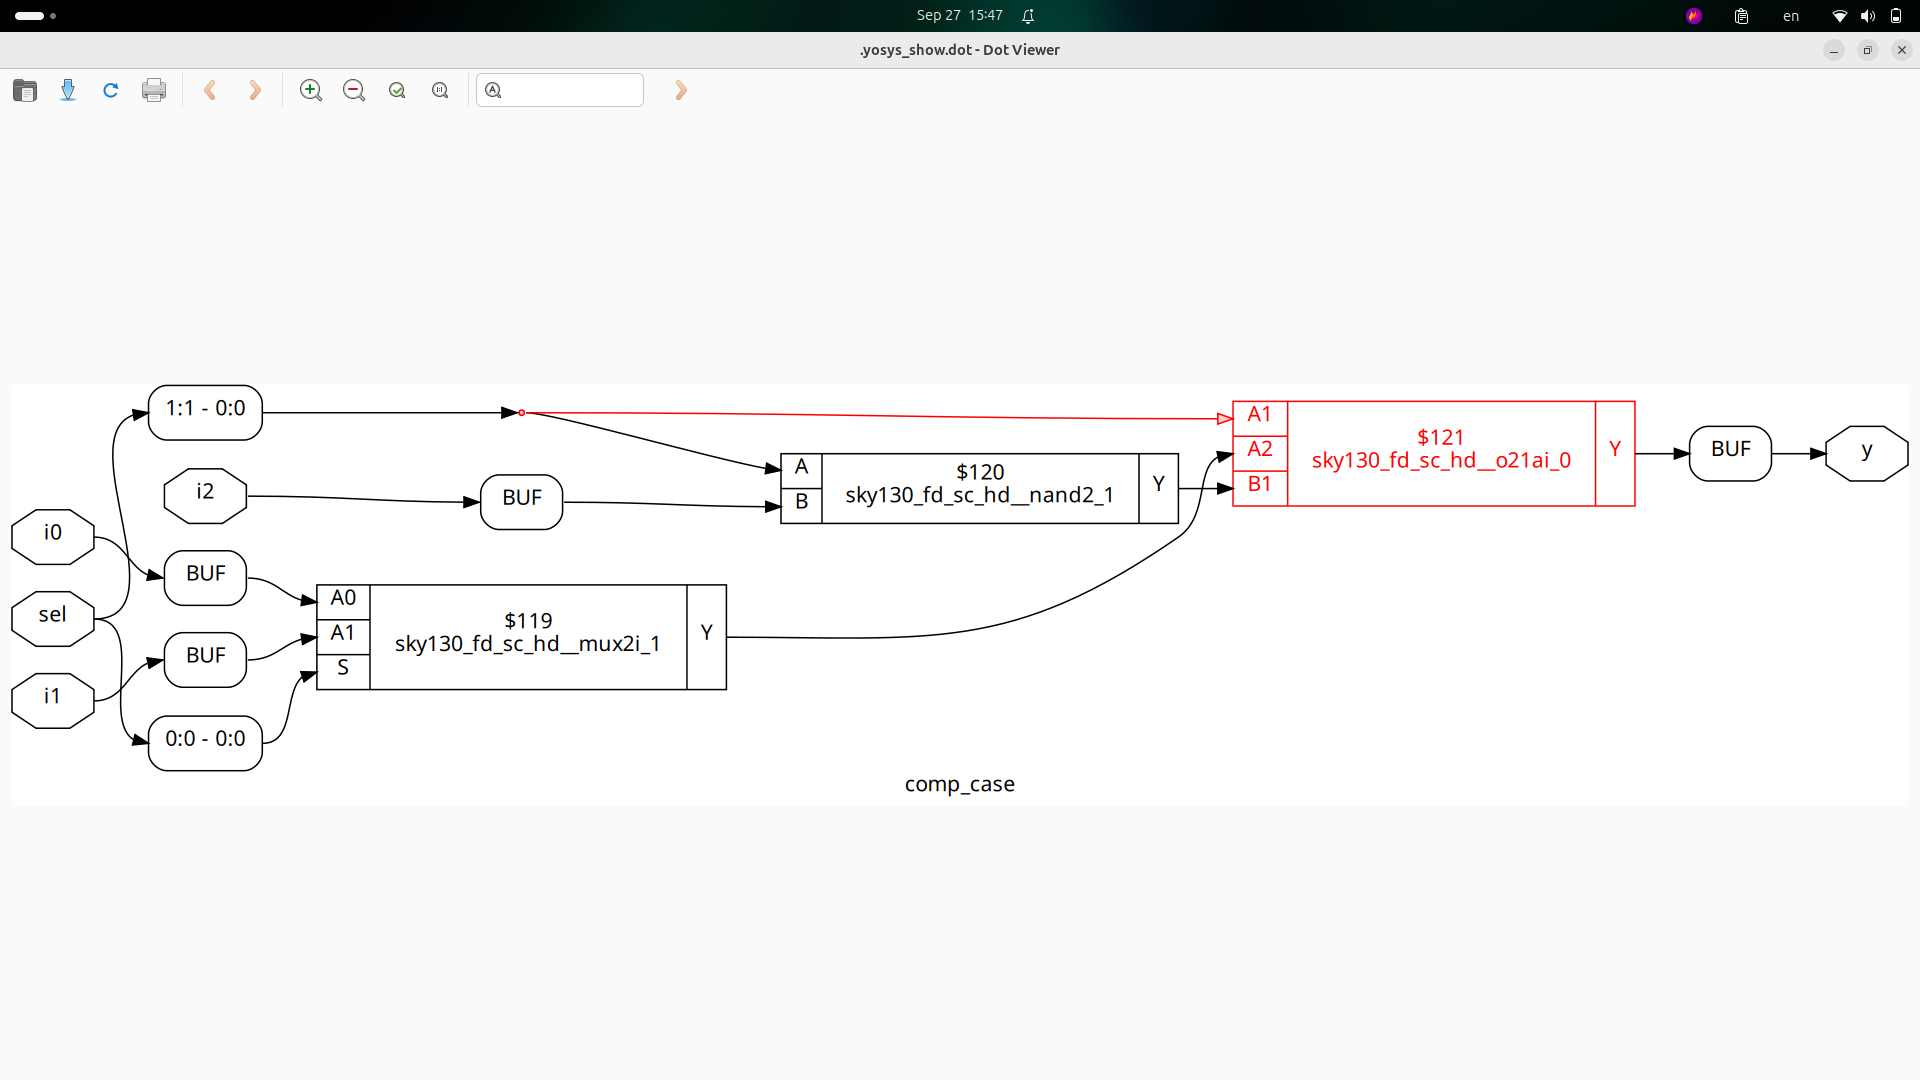 Sep 27 15:47
en
.yosys_show.dot - Dot Viewer
1:1 - 0:0
i2
BUF
i0
BUF
sel
BUF
i1
0:0 - 0:0
A0
A1
S
$119
sky130_fd_sc_hd__mux2i_1
Y
A
B
$120
sky130_fd_sc_hd__nand2_1
Y
A1
A2
B1
$121
sky130_fd_sc_hd__o21ai_0
Y
BUF
y
comp_case